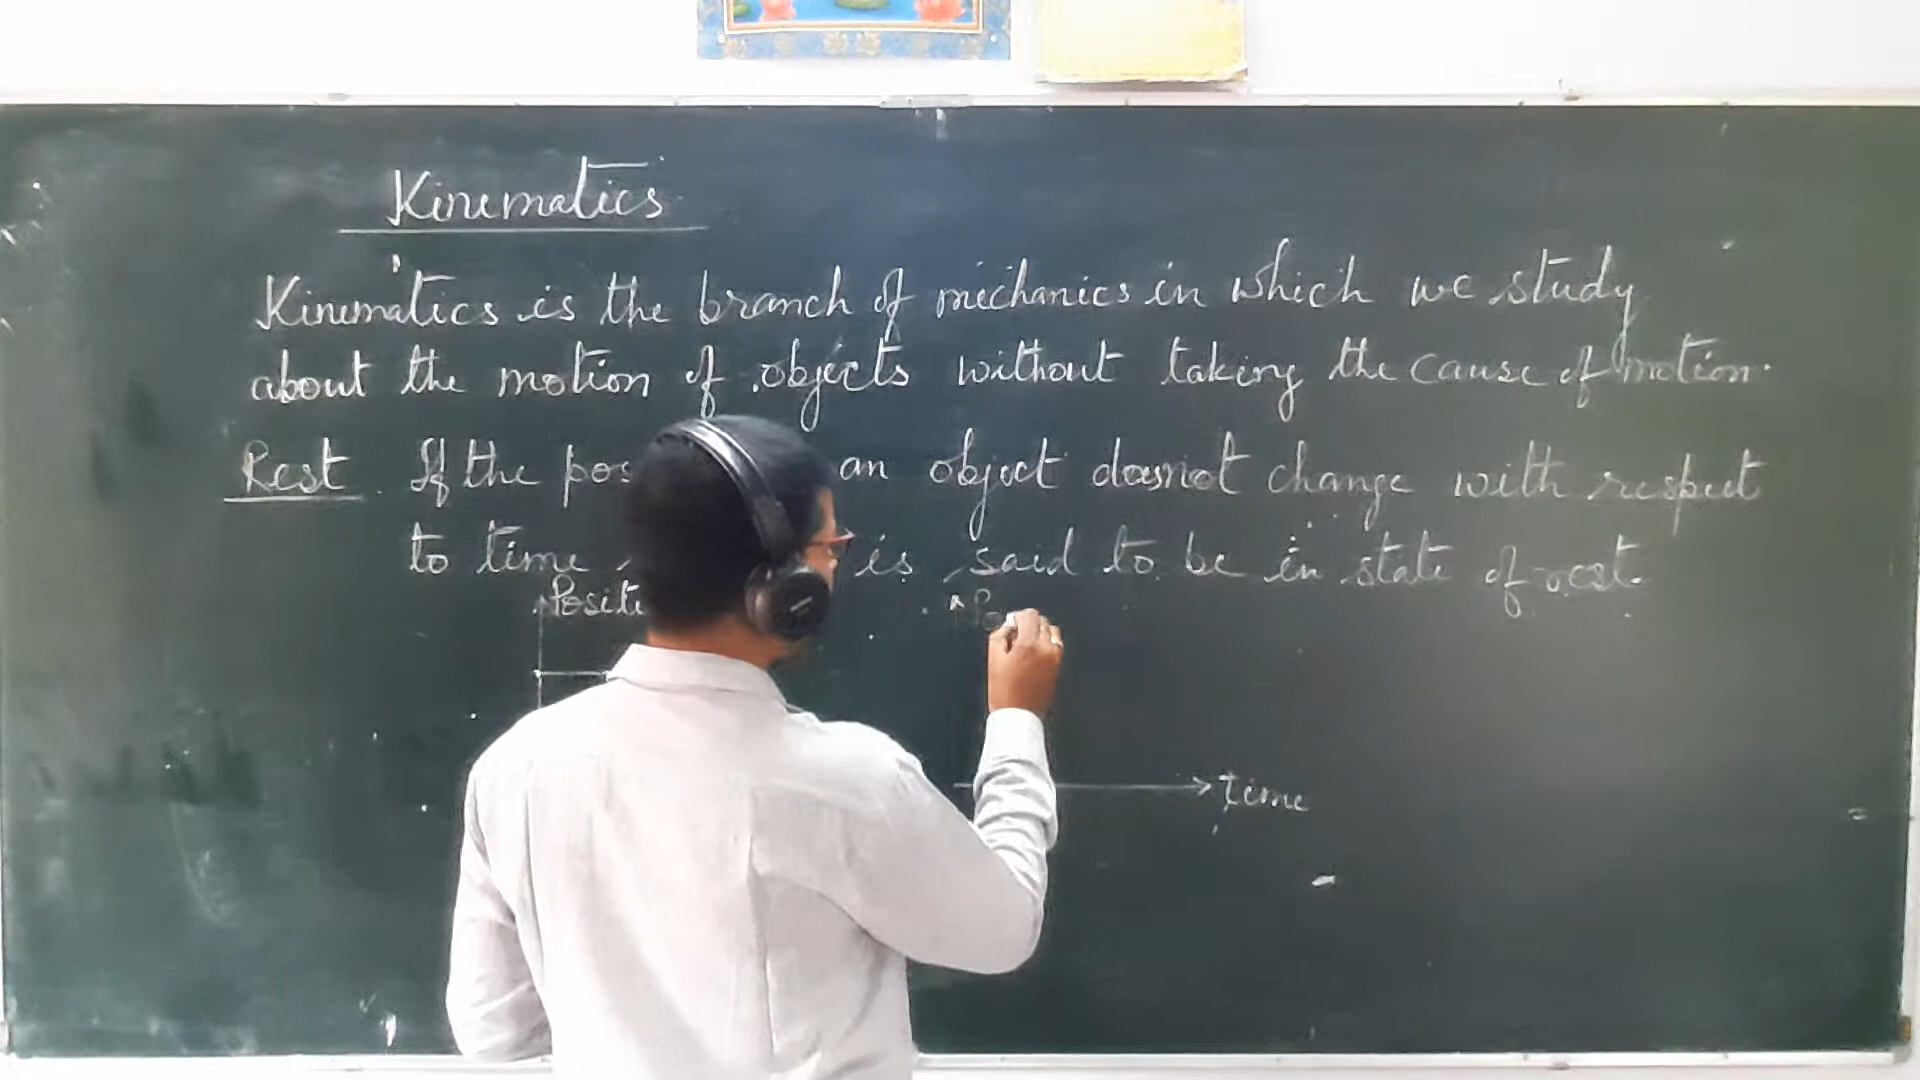 Kinematics
Kinematics is the branch of mechanics in which we study
about the motion of objects without taking the cause of motion.
Rest If the an object doesnot change with respect
to time is said to be in state of rest.
time